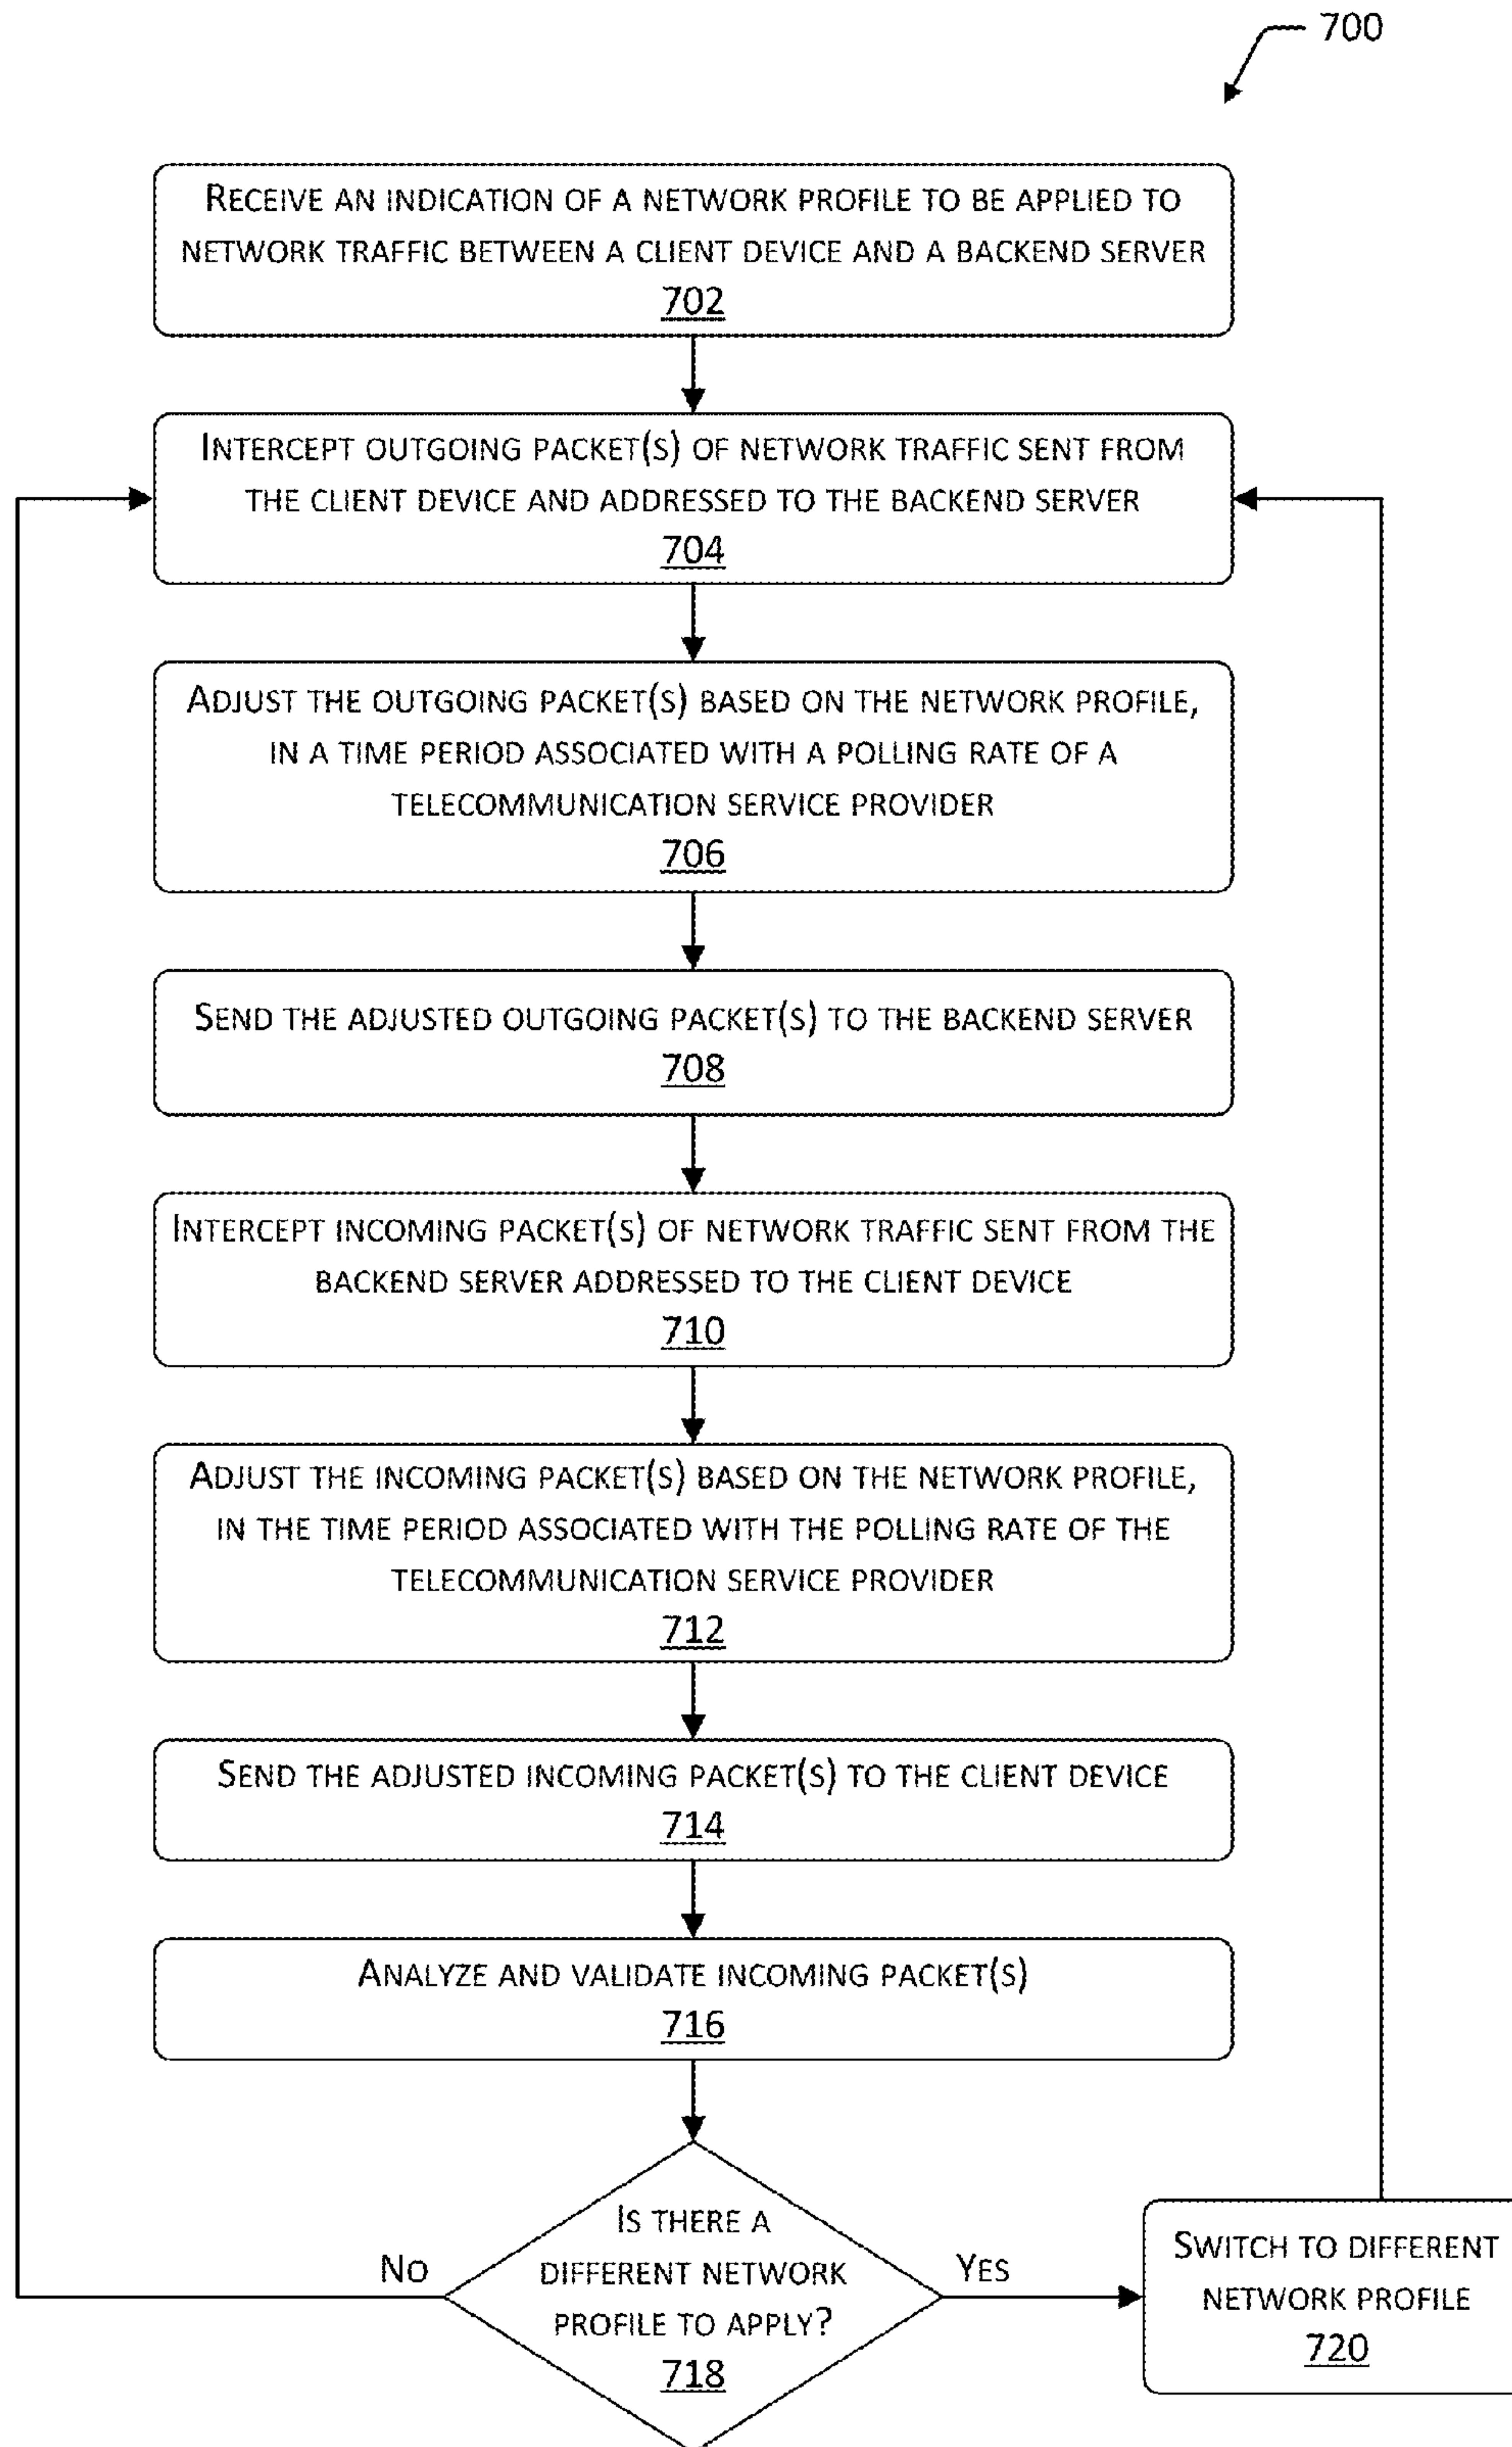 700
RECEIVE AN INDICATION OF A NETWORK PROFILE TO BE APPLIED TO
NETWORK TRAFFIC BETWEEN A CLIENT DEVICE AND A BACKEND SERVER
702
INTERCEPT OUTGOING PACKET(S) OF NETWORK TRAFFIC SENT FROM
THE CLIENT DEVICE AND ADDRESSED TO THE BACKEND SERVER
704
ADJUST THE OUTGOING PACKET(S) BASED ON THE NETWORK PROFILE,
IN A TIME PERIOD ASSOCIATED WITH A POLLING RATE OF A
TELECOMMUNICATION SERVICE PROVIDER
706
SEND THE ADJUSTED OUTGOING PACKET(S) TO THE BACKEND SERVER
708
INTERCEPT INCOMING PACKET(S) OF NETWORK TRAFFIC SENT FROM THE
BACKEND SERVER ADDRESSED TO THE CLIENT DEVICE
710
ADJUST THE INCOMING PACKET(S) BASED ON THE NETWORK PROFILE,
IN THE TIME PERIOD ASSOCIATED WITH THE POLLING RATE OF THE
TELECOMMUNICATION SERVICE PROVIDER
712
SEND THE ADJUSTED INCOMING PACKET(S) TO THE CLIENT DEVICE
714
ANALYZE AND VALIDATE INCOMING PACKET(S)
716
IS THERE A
DIFFERENT NETWORK
PROFILE TO APPLY?
718
NO
YES
SWITCH TO DIFFERENT
NETWORK PROFILE
720